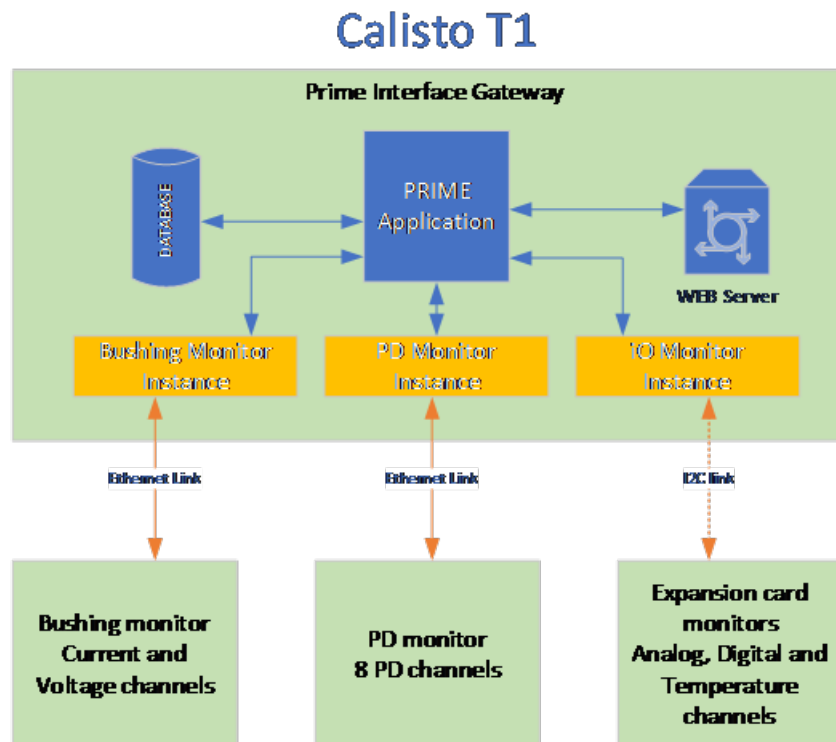 Calisto T1
Prime Interface Gateway
DATABASE
PRIME
Application
WEB Server
Bushing Monitor
Instance
PD Monitor
Instance
IO Monitor
Instance
Ethernet Link
Ethernet Link
I2C link
Bushing monitor
Current and
Voltage channels
PD monitor
8 PD channels
Expansion card
monitors
Analog, Digital and
Temperature
channels